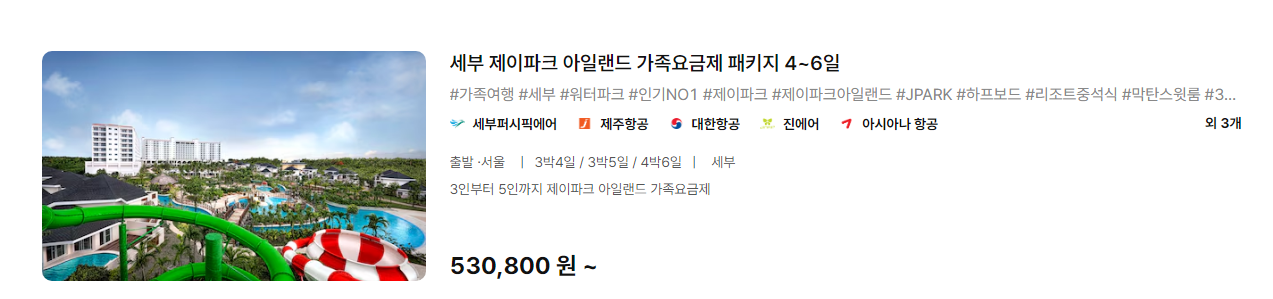 세부 제이파크 아일랜드 가족요금제 패키지 4~6일
#가족여행 #세부 #워터파크 #인기NO1 #제이파크 #제이파크아일랜드 #JPARK #하프보드 #리조트중석식 #막탄스윗룸 #3...
세부퍼시픽에어 제주항공 대한항공 진에어 아시아나 항공 외 3개
출발 ·서울 | 3박4일 / 3박5일 / 4박6일 | 세부
3인부터 5인까지 제이파크 아일랜드 가족요금제
530,800 원 ~